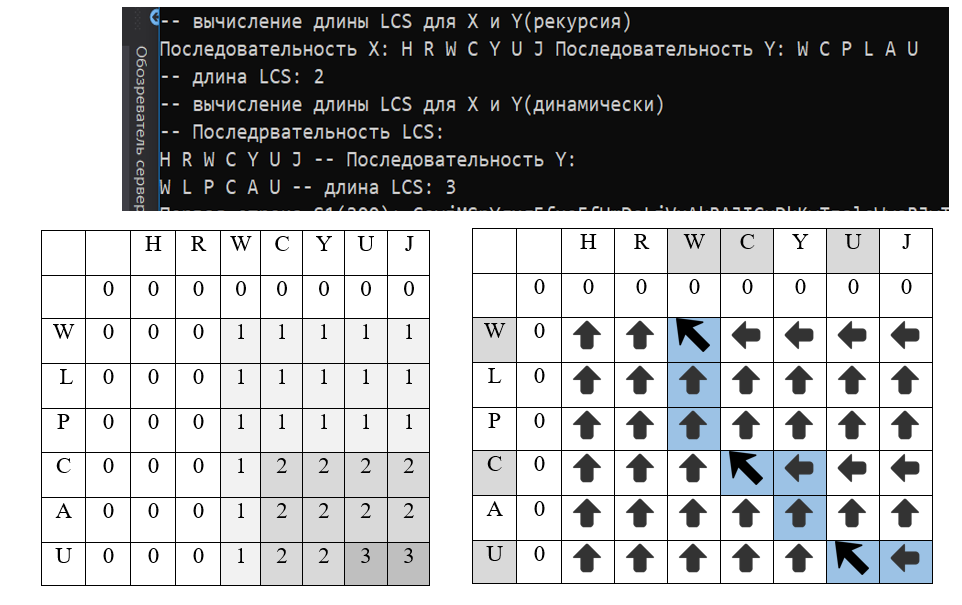 -- вычисление длины LCS для X и Y(рекурсия)
Последовательность X: H R W C Y U J Последовательность Y: W C P L A U
-- длина LCS: 2
-- вычисление длины LCS для X и Y(динамически)
-- Последрвательность LCS:
H R W C Y U J -- Последовательность Y:
W L P C A U -- длина LCS: 3
Обозреватель сервер
H R W C Y U J
0 0 0 0 0 0 0 0
W 0 0 0 1 1 1 1 1
L 0 0 0 1 1 1 1 1
P 0 0 0 1 1 1 1 1
C 0 0 0 1 2 2 2 2
A 0 0 0 1 2 2 2 2
U 0 0 0 1 2 2 3 3
H R W C Y U J
0 0 0 0 0 0 0 0
W 0
L 0
P 0
C 0
A 0
U 0